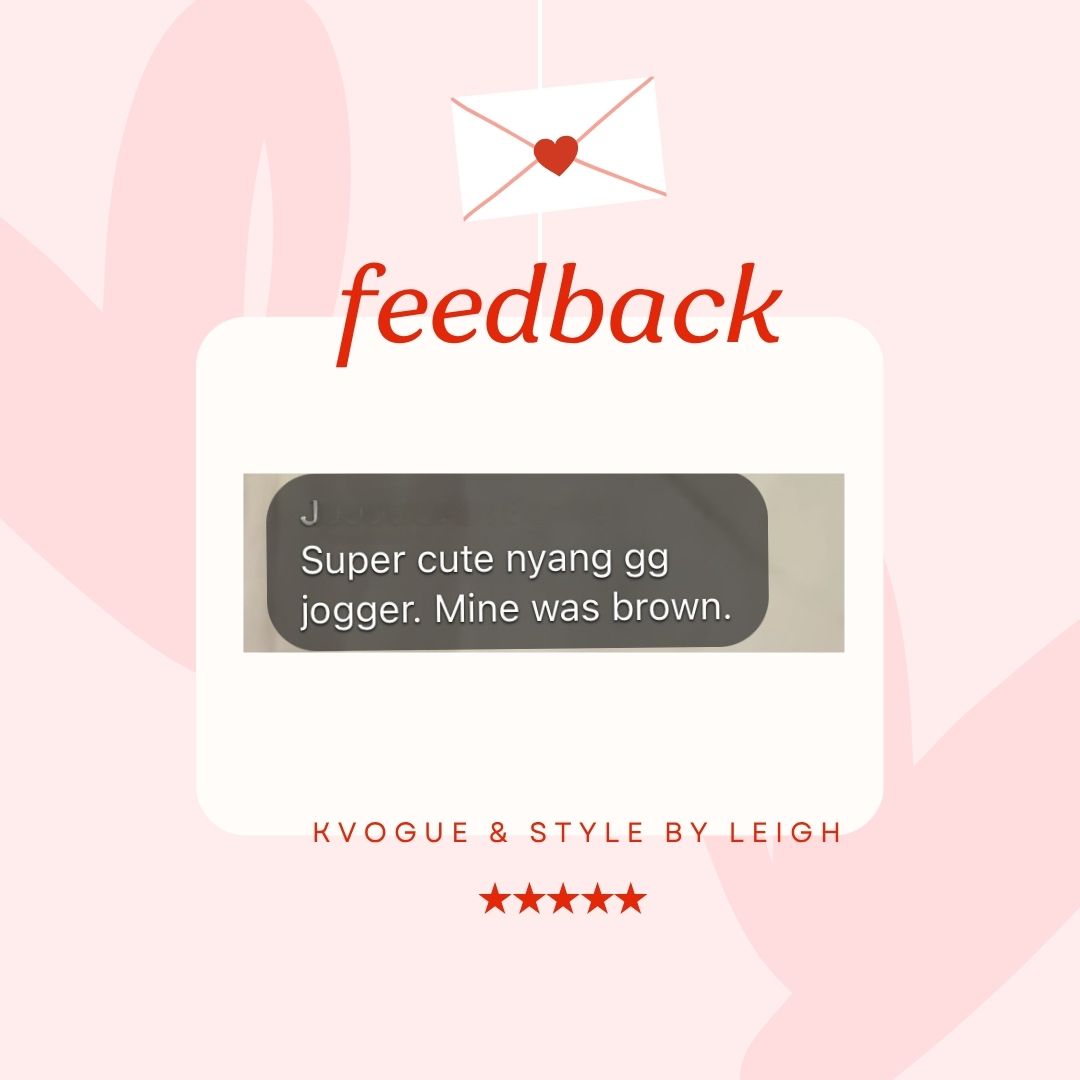 feedback
J
Super cute nyang gg
jogger. Mine was brown.
KVOGUE & STYLE BY LEIGH
★★★★★